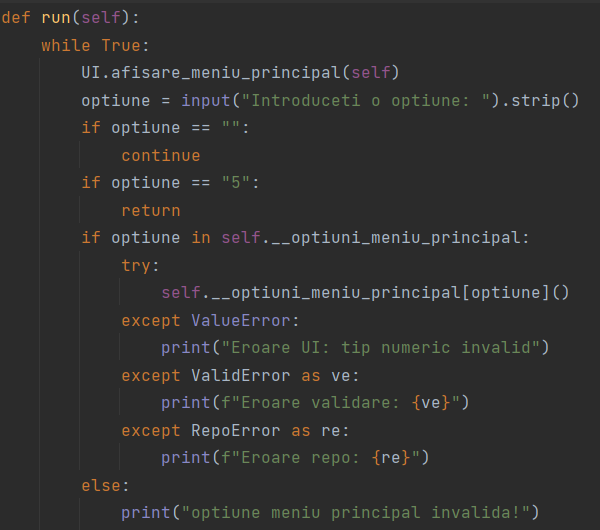 def run(self):
    while True:
        UI.afisare_meniu_principal(self)
        optiune = input("Introduceti o optiune: ").strip()
        if optiune == "":
            continue
        if optiune == "5":
            return
        if optiune in self.__optiuni_meniu_principal:
            try:
                self.__optiuni_meniu_principal[optiune]()
            except ValueError:
                print("Eroare UI: tip numeric invalid")
            except ValidError as ve:
                print(f"Eroare validare: {ve}")
            except RepoError as re:
                print(f"Eroare repo: {re}")
        else:
            print("optiune meniu principal invalida!")